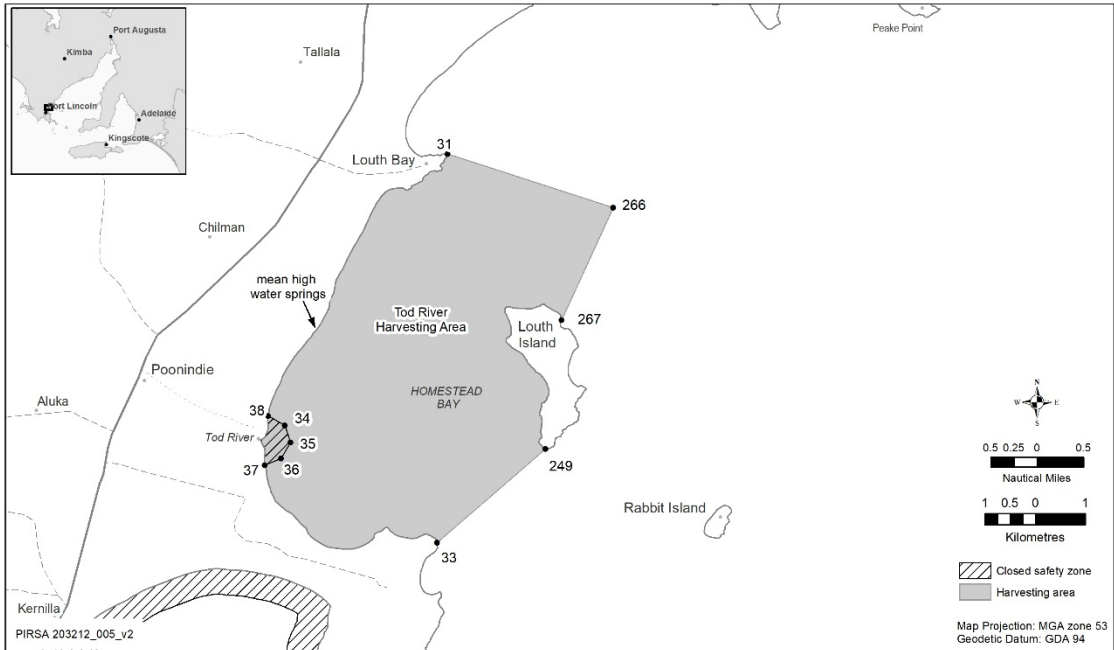 Port Augusta
Kimba
Port Lincoln
Adelaide
Kingscote
Tallala
Peake Point
31
Louth Bay
266
Chilman
mean high
water springs
Tod River
Harvesting Area
267
Louth
Island
Poonindie
HOMESTEAD
BAY
Aluka
38
34
Tod River
35
37
36
249
N
W
E
S
0.5 0.25 0 0.5
Nautical Miles
Rabbit Island
1 0.5 0 1
Kilometres
33
Closed safety zone
Harvesting area
Kernilla
PIRSA 203212_005_v2
Map Projection: MGA zone 53
Geodetic Datum: GDA 94